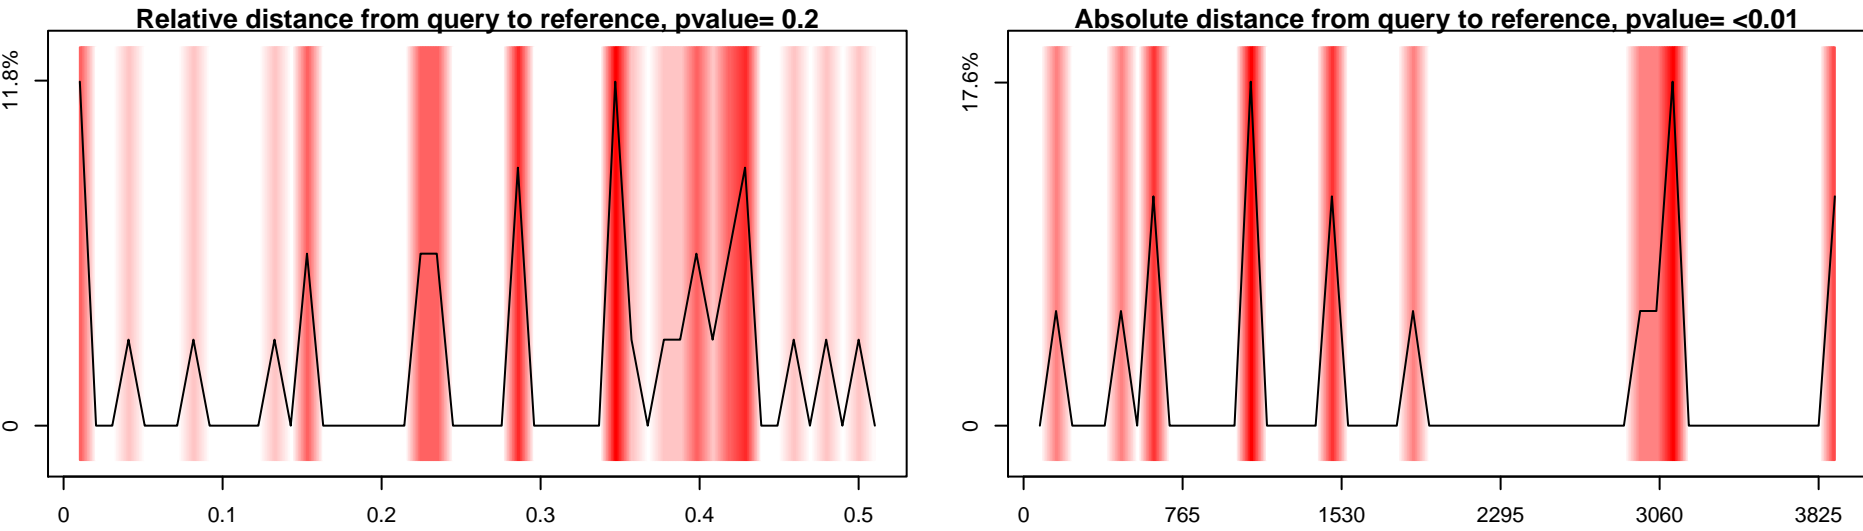 Relative distance from query to reference, pvalue= 0.2
11.8%
0
0 0.1 0.2 0.3 0.4 0.5
Absolute distance from query to reference, pvalue= <0.01
17.6%
0
0 765 1530 2295 3060 3825